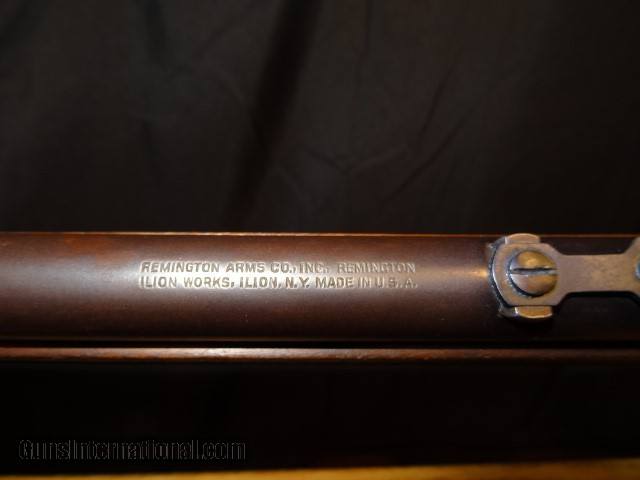 REMINGTON ARMS CO., INC. REMINGTON
ILION WORKS, ILION, N.Y. MADE IN U.S.A.
GunsInternational.com